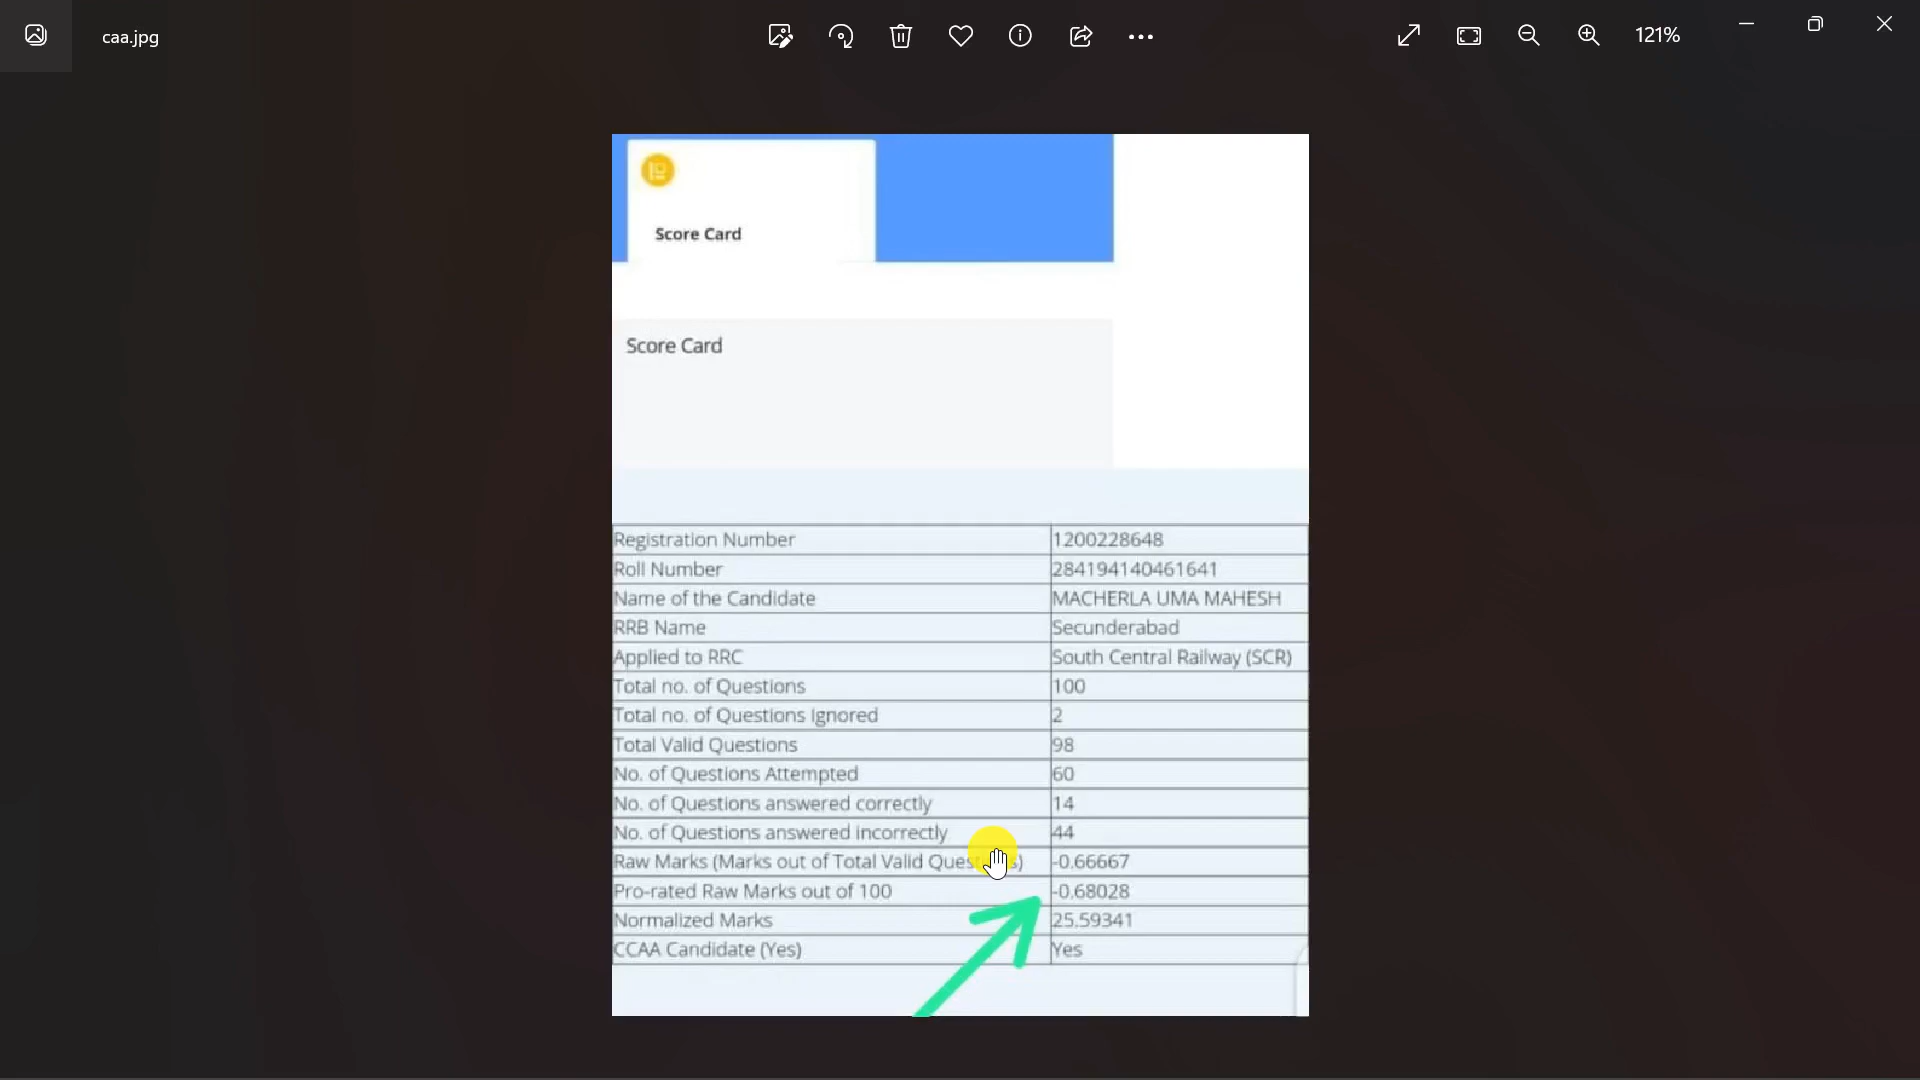 caa.jpg
121%
Score Card
Score Card
Registration Number 1200228648
Roll Number 284194140461641
Name of the Candidate MACHERLA UMA MAHESH
RRB Name Secunderabad
Applied to RRC South Central Railway (SCR)
Total no. of Questions 100
Total no. of Questions Ignored 2
Total Valid Questions 98
No. of Questions Attempted 60
No. of Questions answered correctly 14
No. of Questions answered incorrectly 44
Raw Marks (Marks out of Total Valid -0.66667
Pro-rated Raw Marks out of 100 -0.68028
Normalized Marks 25.59341
CCAA Candidate (Yes) Yes